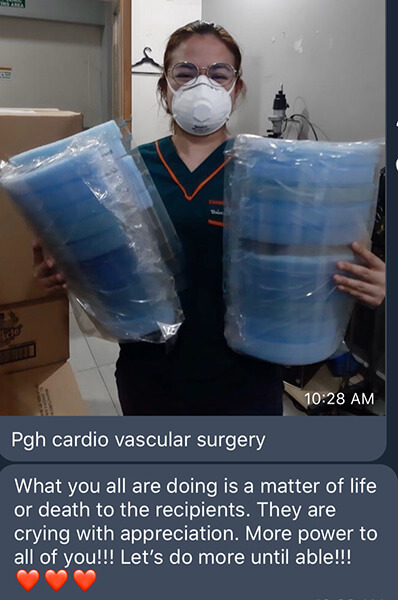 10:28 AM
Pgh cardio vascular surgery
What you all are doing is a matter of life
or death to the recipients. They are
crying with appreciation. More power to
all of you!!! Let’s do more until able!!!
❤️❤️❤️